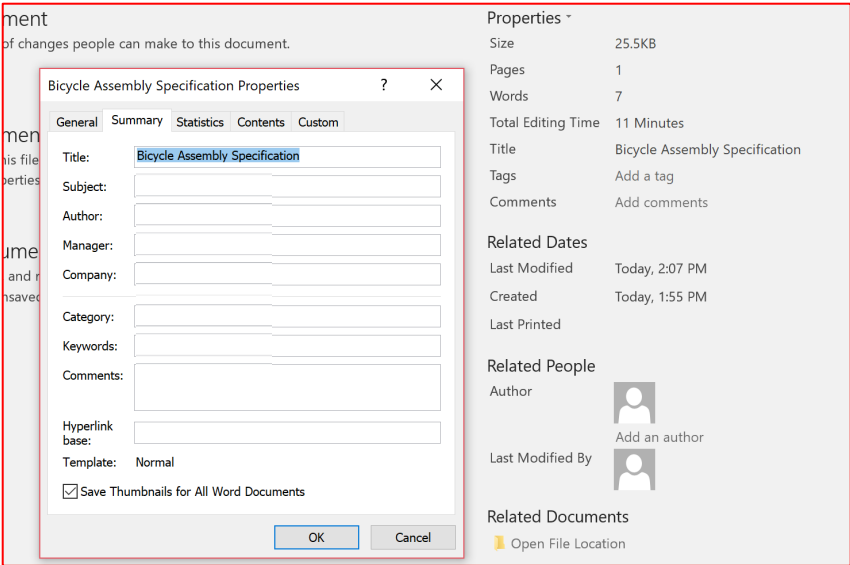 ment
of changes people can make to this document.
Bicycle Assembly Specification Properties ? ×
General Summary Statistics Contents Custom
men
his file
perties
Title: Bicycle Assembly Specification
Subject:
Author:
Manager:
Company:
ume
and r
nsaved
Category:
Keywords:
Comments:
Hyperlink
base:
Template: Normal
Save Thumbnails for All Word Documents
OK Cancel
Properties
Size 25.5KB
Pages 1
Words 7
Total Editing Time 11 Minutes
Title Bicycle Assembly Specification
Tags Add a tag
Comments Add comments
Related Dates
Last Modified Today, 2:07 PM
Created Today, 1:55 PM
Last Printed
Related People
Author
Add an author
Last Modified By
Related Documents
Open File Location